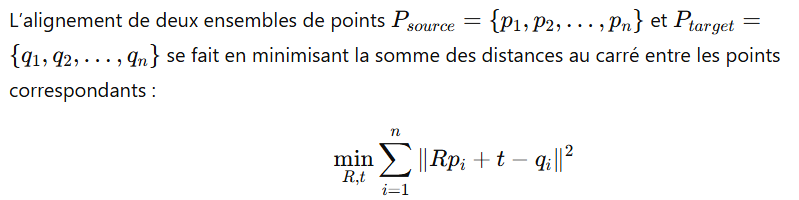 L'alignement de deux ensembles de points $P_{source} = \{p_1, p_2, \ldots, p_n\}$ et $P_{target} =$
$\{q_1, q_2, \ldots, q_n\}$ se fait en minimisant la somme des distances au carré entre les points
correspondants :
$$\min_{R,t} \sum_{i=1}^{n} \|Rp_i + t - q_i\|^2$$